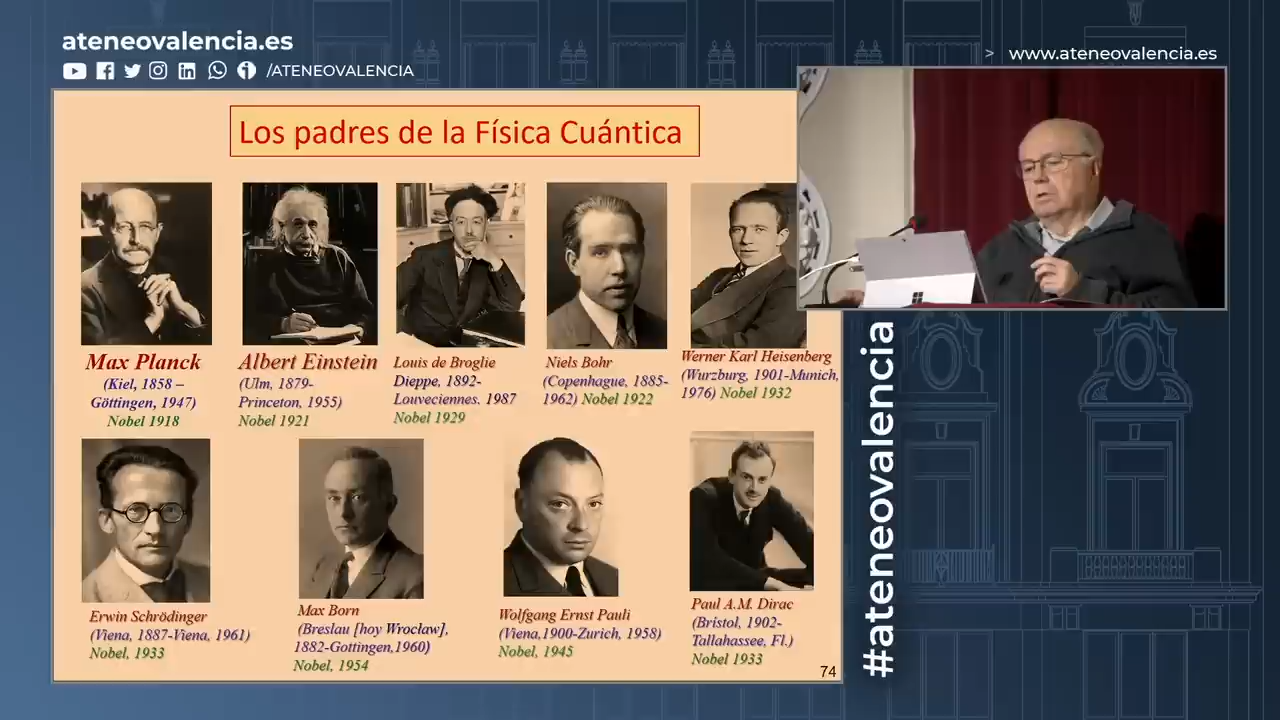 ateneovalencia.es
/ATENEOVALENCIA
> www.ateneovalencia.es
Los padres de la Física Cuántica
Max Planck
(Kiel, 1858 –
Göttingen, 1947)
Nobel 1918
Albert Einstein
(Ulm, 1879-
Princeton, 1955)
Nobel 1921
Louis de Broglie
Dieppe, 1892-
Louveciennes. 1987
Nobel 1929
Niels Bohr
(Copenhague, 1885-
1962) Nobel 1922
Werner Karl Heisenberg
(Wurzburg, 1901-Munich,
1976) Nobel 1932
Erwin Schrödinger
(Viena, 1887-Viena, 1961)
Nobel, 1933
Max Born
(Breslau [hoy Wrocław],
1882-Gottingen,1960)
Nobel, 1954
Wolfgang Ernst Pauli
(Viena,1900-Zurich, 1958)
Nobel, 1945
Paul A.M. Dirac
(Bristol, 1902-
Tallahassee, Fl.)
Nobel 1933
74
#ateneovalencia